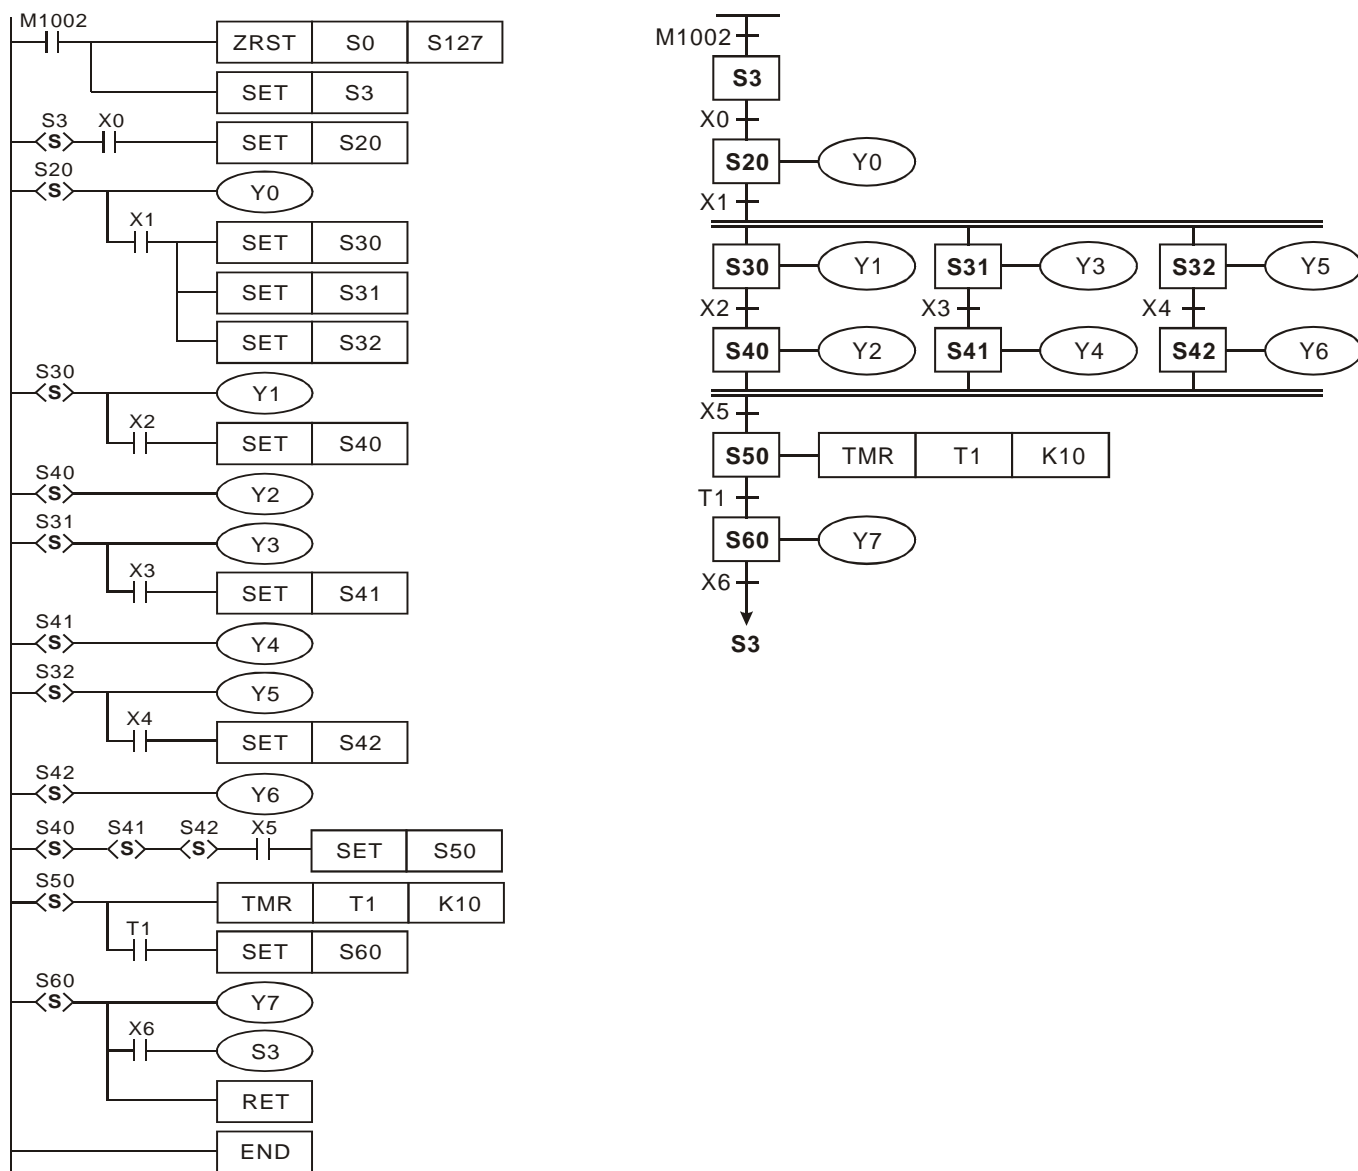 M1002
ZRST S0 S127
SET S3
S3 X0
S SET S20
S20
S Y0
X1
SET S30
SET S31
SET S32
S30
S Y1
X2
SET S40
S40
S Y2
S31
S Y3
X3
SET S41
S41
S Y4
S32
S Y5
X4
SET S42
S42
S Y6
S40 S41 S42 X5
S S S SET S50
S50
S TMR T1 K10
T1
SET S60
S60
S Y7
X6
S3
RET
END
M1002
S3
X0
S20 Y0
X1
S30 Y1 S31 Y3 S32 Y5
X2 X3 X4
S40 Y2 S41 Y4 S42 Y6
X5
S50 TMR T1 K10
T1
S60 Y7
X6
S3